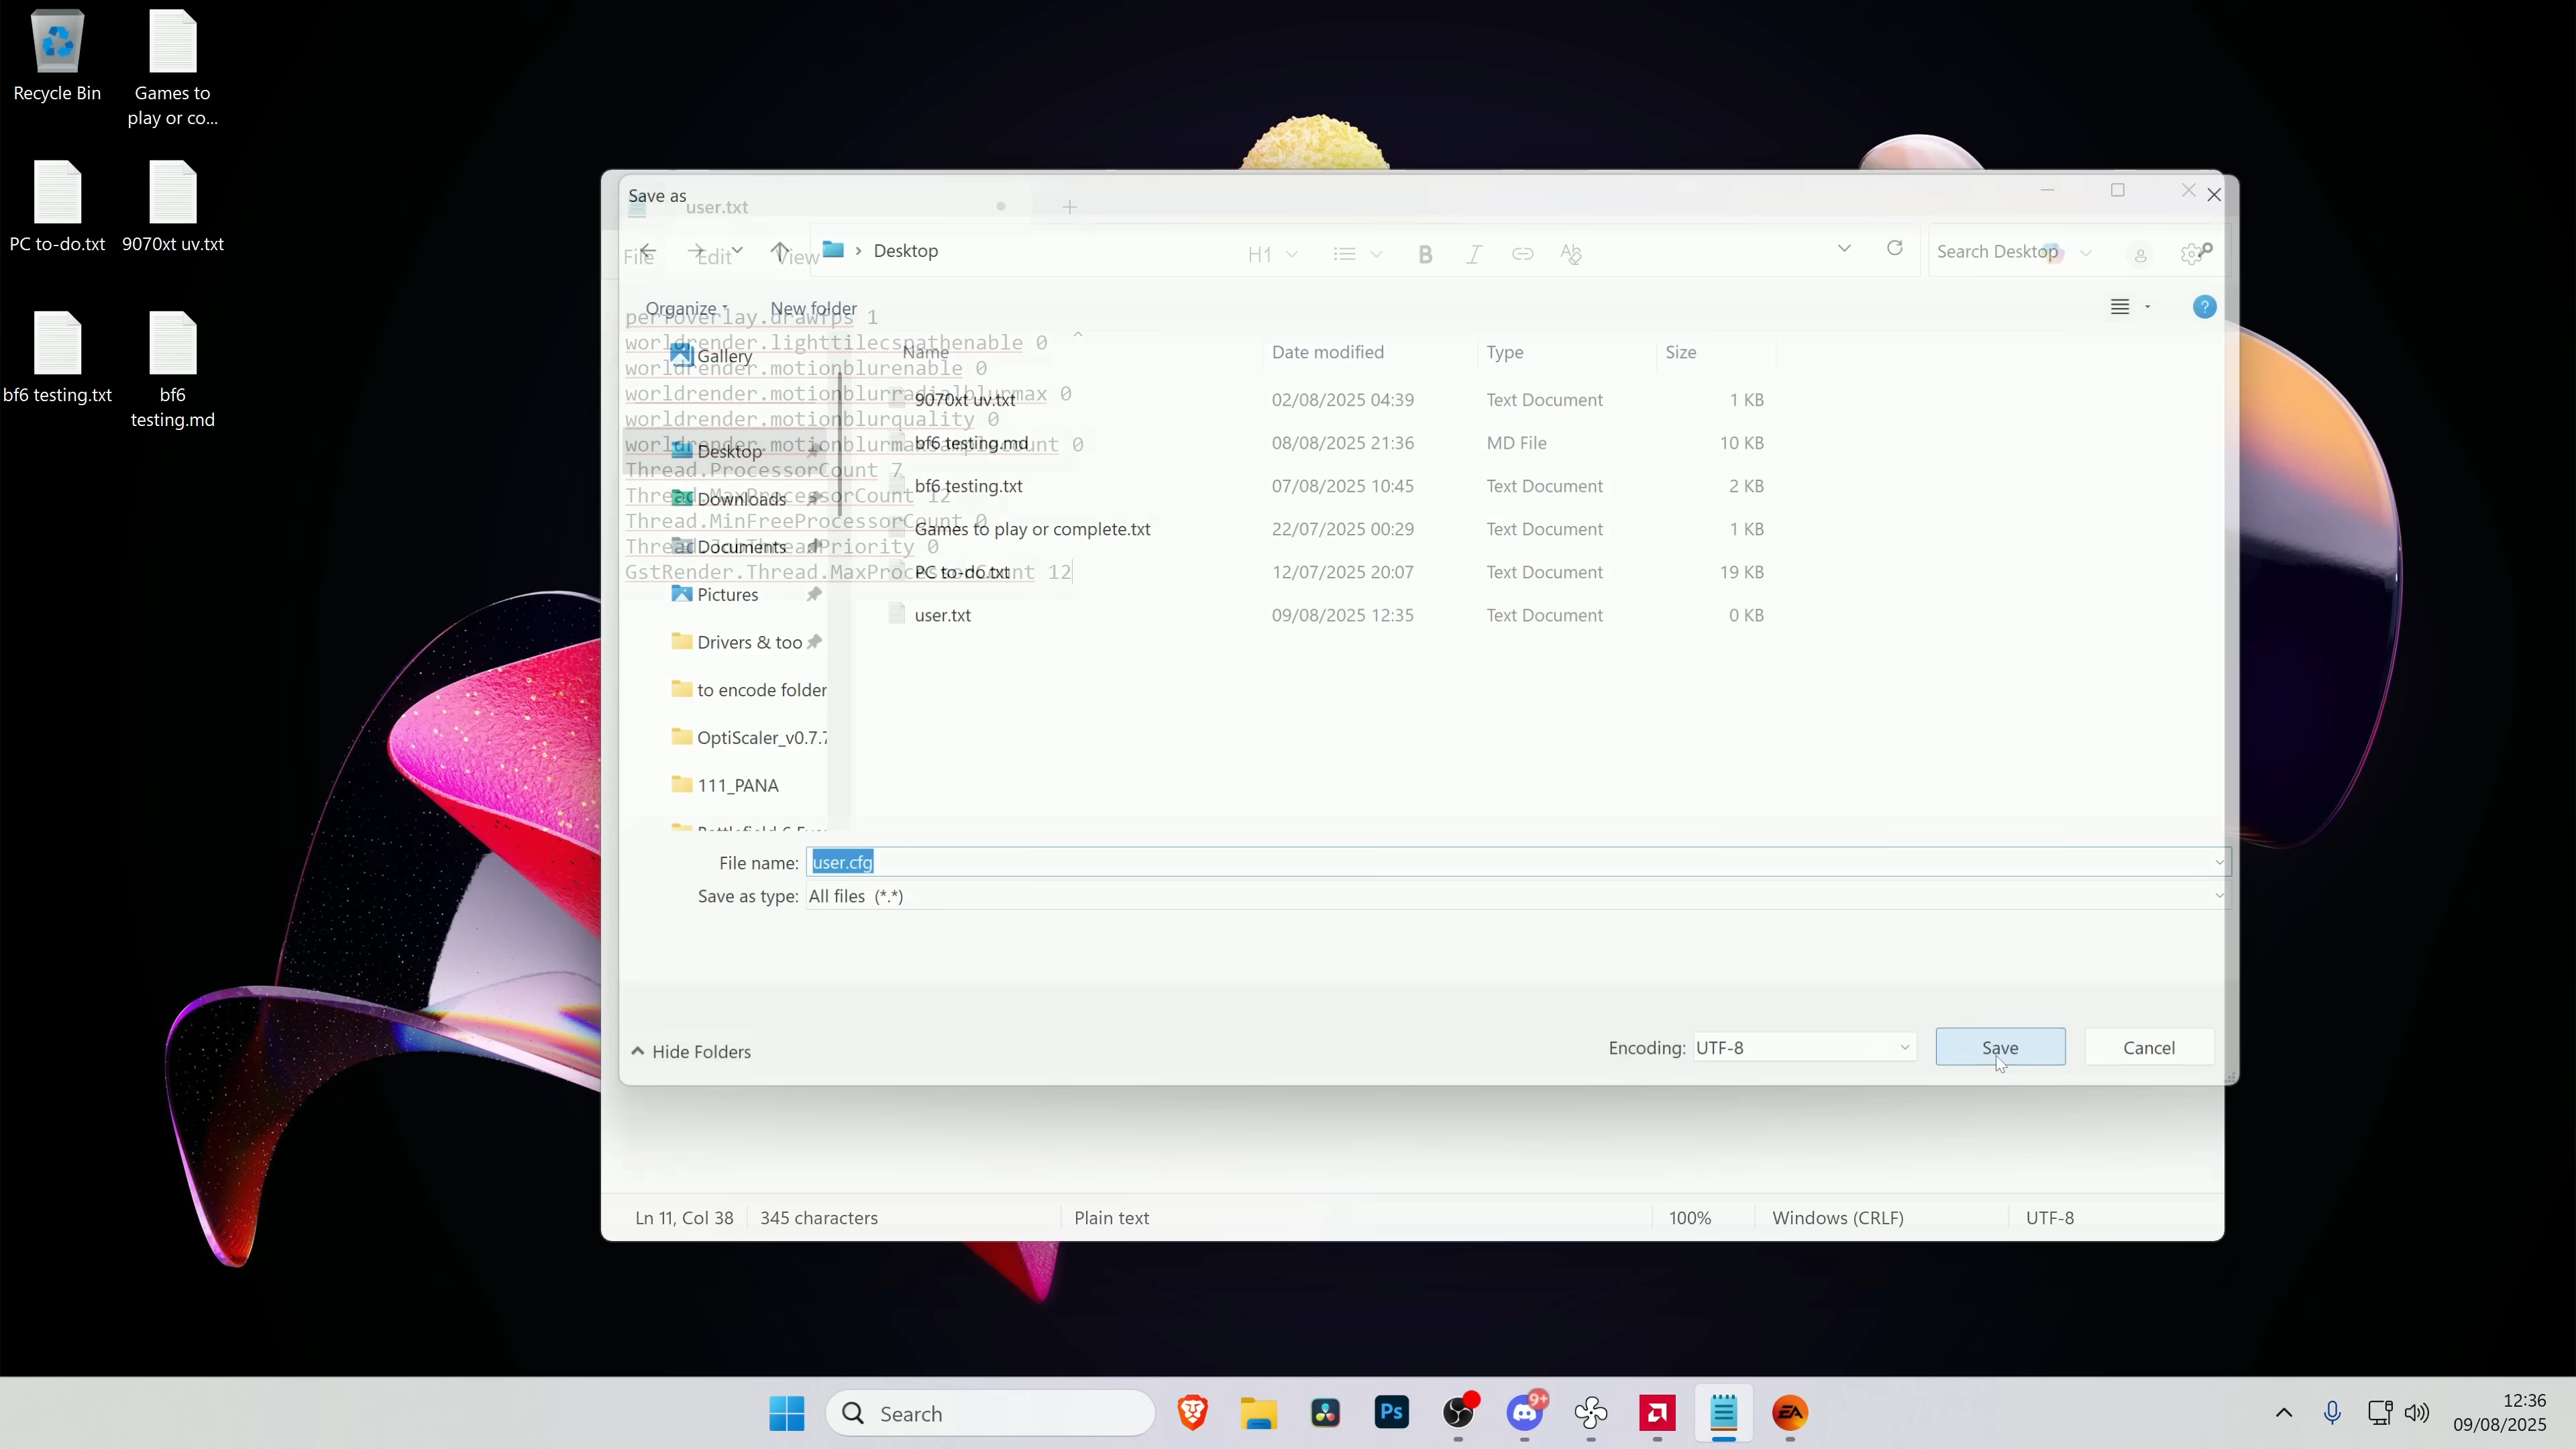 Recycle Bin
Games to
play or co...
PC to-do.txt
9070xt uv.txt
bf6 testing.txt
bf6
testing.md
Save as
user.txt
File
Edit
View
Desktop
H1
Search Desktop
Organize
New folder
perfoverlay.drawfps 1
worldrender.lighttilecspathenable 0
worldrender.motionblurenable 0
worldrender.motionblurradialblurmax 0
worldrender.motionblurquality 0
worldrender.motionblurmaxsamplecount 0
Thread.ProcessorCount 7
Thread.MaxProcessorCount 12
Thread.MinFreeProcessorCount 0
Thread.JobThreadPriority 0
GstRender.Thread.MaxProcessorCount 12
Gallery
Desktop
Downloads
Documents
Pictures
Drivers & too
to encode folder
OptiScaler_v0.7.7
111_PANA
Name
Date modified
Type
Size
9070xt uv.txt
02/08/2025 04:39
Text Document
1 KB
bf6 testing.md
08/08/2025 21:36
MD File
10 KB
bf6 testing.txt
07/08/2025 10:45
Text Document
2 KB
Games to play or complete.txt
22/07/2025 00:29
Text Document
1 KB
PC to-do.txt
12/07/2025 20:07
Text Document
19 KB
user.txt
09/08/2025 12:35
Text Document
0 KB
File name: user.cfg
Save as type: All files (*.*)
Hide Folders
Encoding: UTF-8
Save
Cancel
Ln 11, Col 38
345 characters
Plain text
100%
Windows (CRLF)
UTF-8
Search
Ps
9+
EA
12:36
09/08/2025